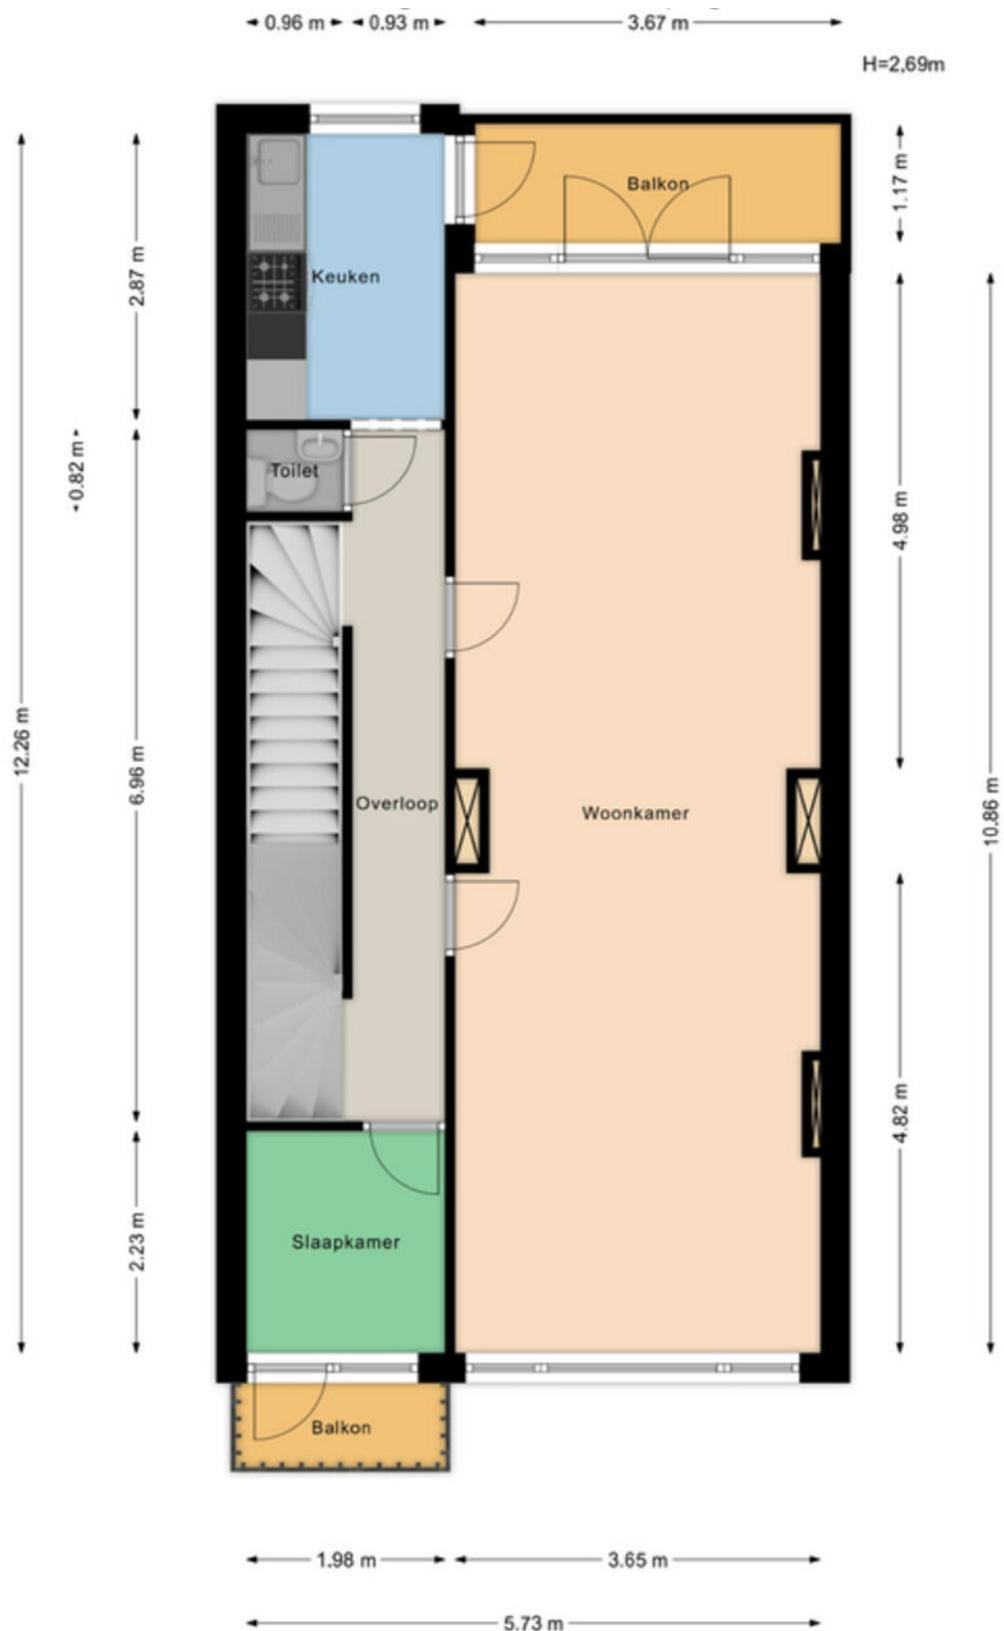 0.96 m
0.93 m
3.67 m
H=2,69m
Balkon
1.17 m
Keuken
2.87 m
Toilet
0.82 m
4.98 m
12.26 m
6.96 m
Overloop
Woonkamer
10.86 m
4.82 m
Slaapkamer
2.23 m
Balkon
1.98 m
3.65 m
5.73 m